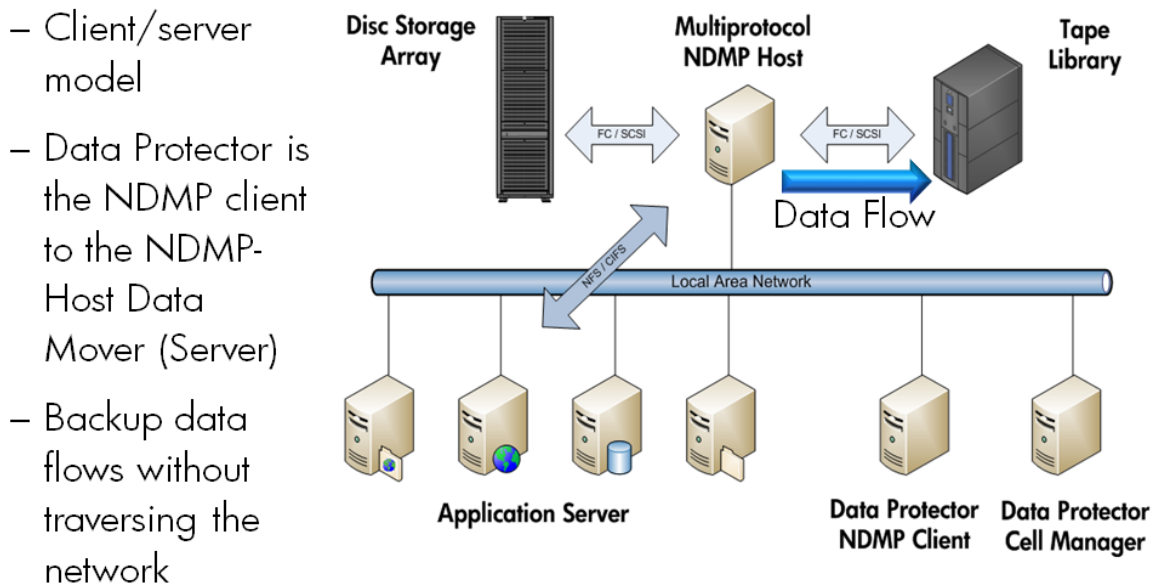 – Client/server
model
– Data Protector is
the NDMP client
to the NDMP-
Host Data
Mover (Server)
– Backup data
flows without
traversing the
network
Disc Storage
Array
Multiprotocol
NDMP Host
Tape
Library
FC / SCSI
FC / SCSI
Data Flow
NFS / CIFS
Local Area Network
Application Server
Data Protector
NDMP Client
Data Protector
Cell Manager